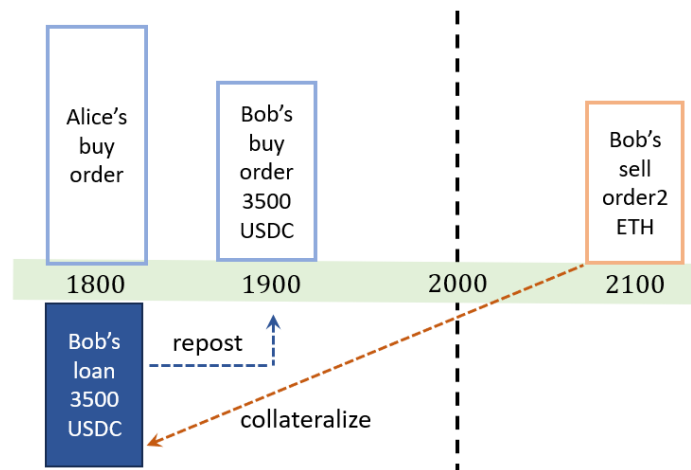 Alice's
buy
order
Bob's
buy
order
3500
USDC
Bob's
sell
order2
ETH
1800
1900
2000
2100
Bob's
loan
3500
USDC
repost
collateralize